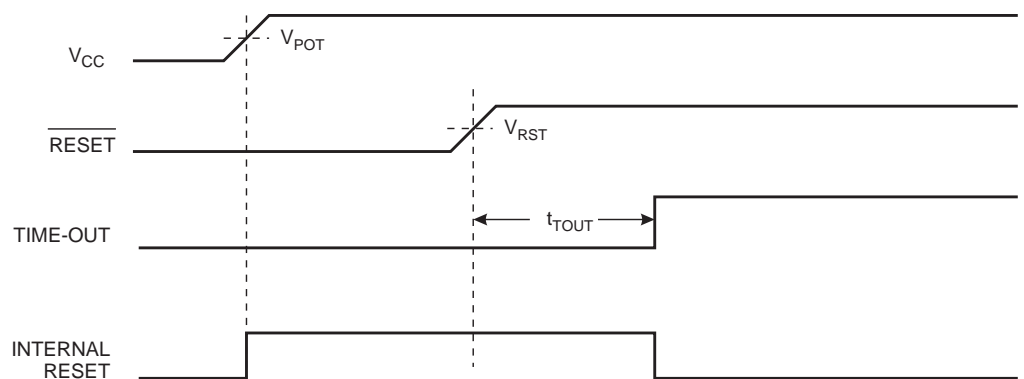 V_CC
V_POT
RESET
V_RST
TIME-OUT
t_TOUT
INTERNAL
RESET